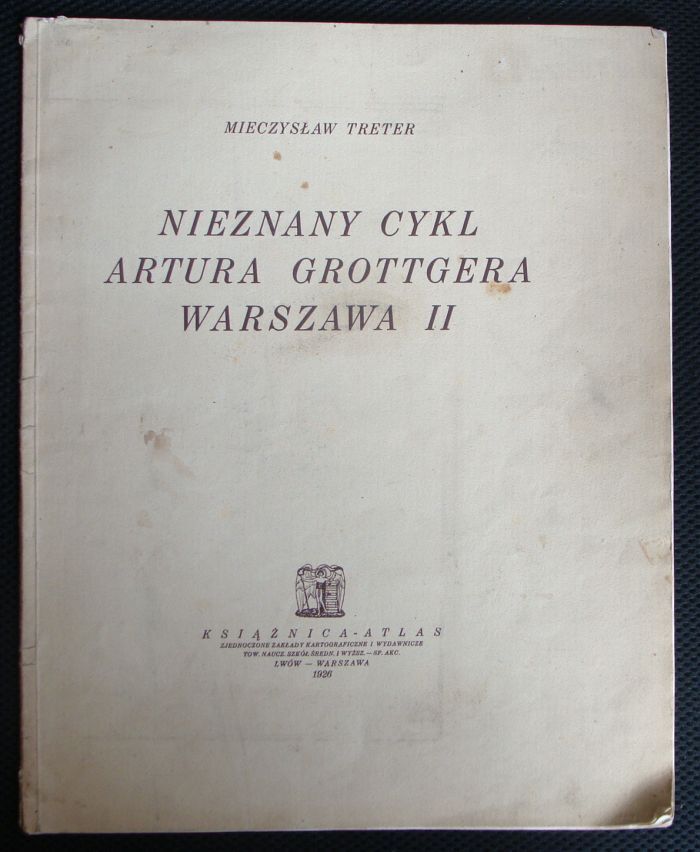 MIECZYSŁAW TRETER
NIEZNANY CYKL
ARTURA GROTTGERA
WARSZAWA II
KSIĄŻNICA-ATLAS
ZJEDNOCZONE ZAKŁADY KARTOGRAFICZNE I WYDAWNICZE
TOW. NAUCZ. SZKÓŁ ŚREDN. I WYŻSZ. — SP. AKC.
LWÓW — WARSZAWA
1926